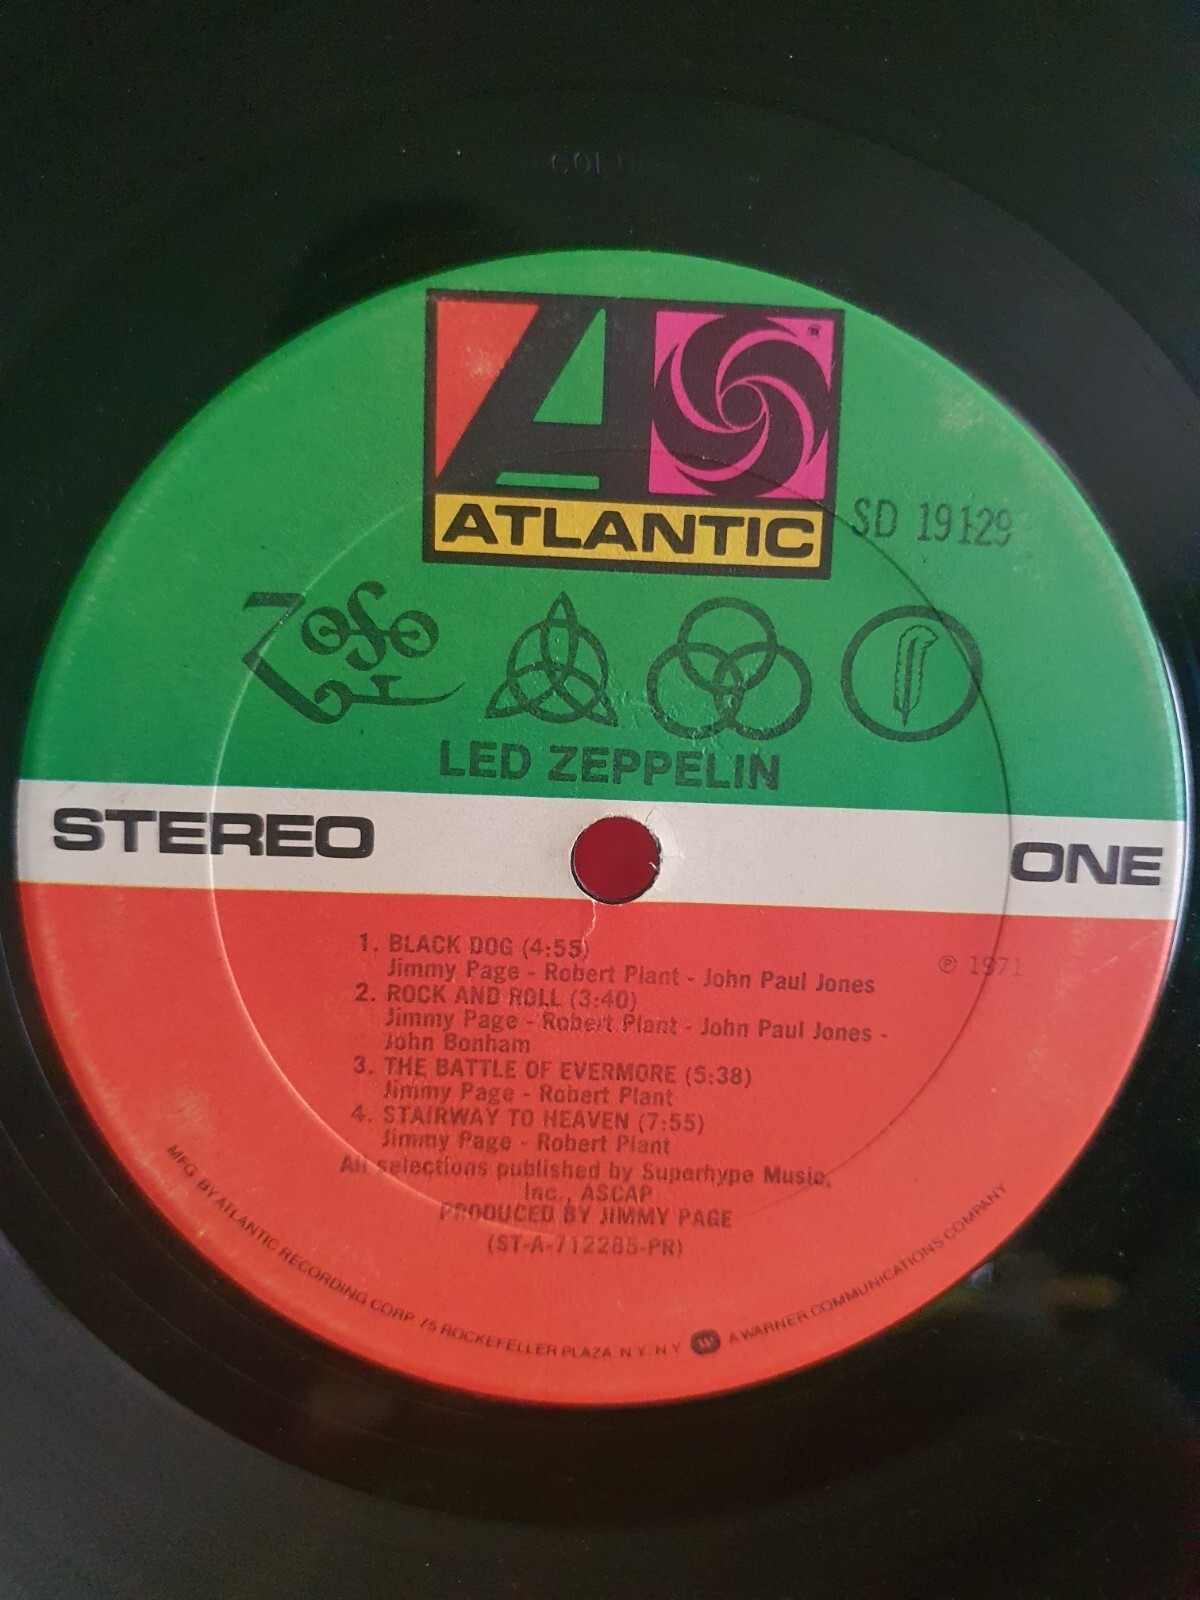 ATLANTIC
SD 19129
LED ZEPPELIN
STEREO
ONE
1. BLACK DOG (4:55)
Jimmy Page - Robert Plant - John Paul Jones
℗ 1971
2. ROCK AND ROLL (3:40)
Jimmy Page - Robert Plant - John Paul Jones -
John Bonham
3. THE BATTLE OF EVERMORE (5:38)
Jimmy Page - Robert Plant
4. STAIRWAY TO HEAVEN (7:55)
Jimmy Page - Robert Plant
All selections published by Superhype Music,
Inc., ASCAP
PRODUCED BY JIMMY PAGE
(ST-A-712285-PR)
MFG BY ATLANTIC RECORDING CORP 75 ROCKEFELLER PLAZA N Y. N Y A WARNER COMMUNICATIONS COMPANY